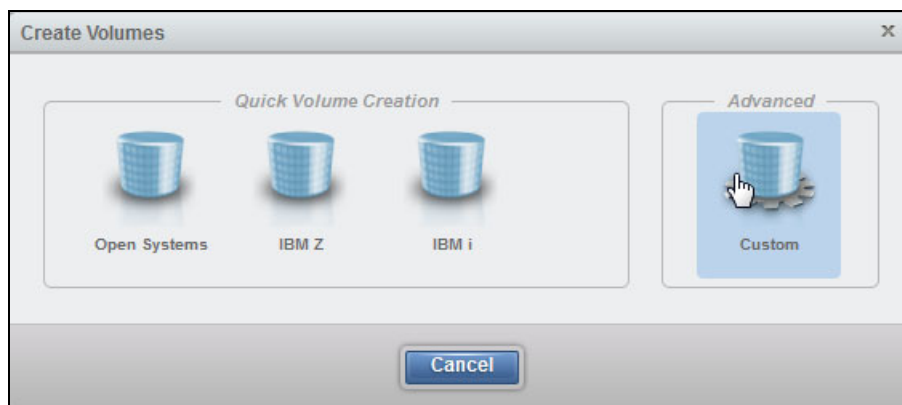 Create Volumes x
Quick Volume Creation Advanced
Open Systems IBM Z IBM i Custom
Cancel